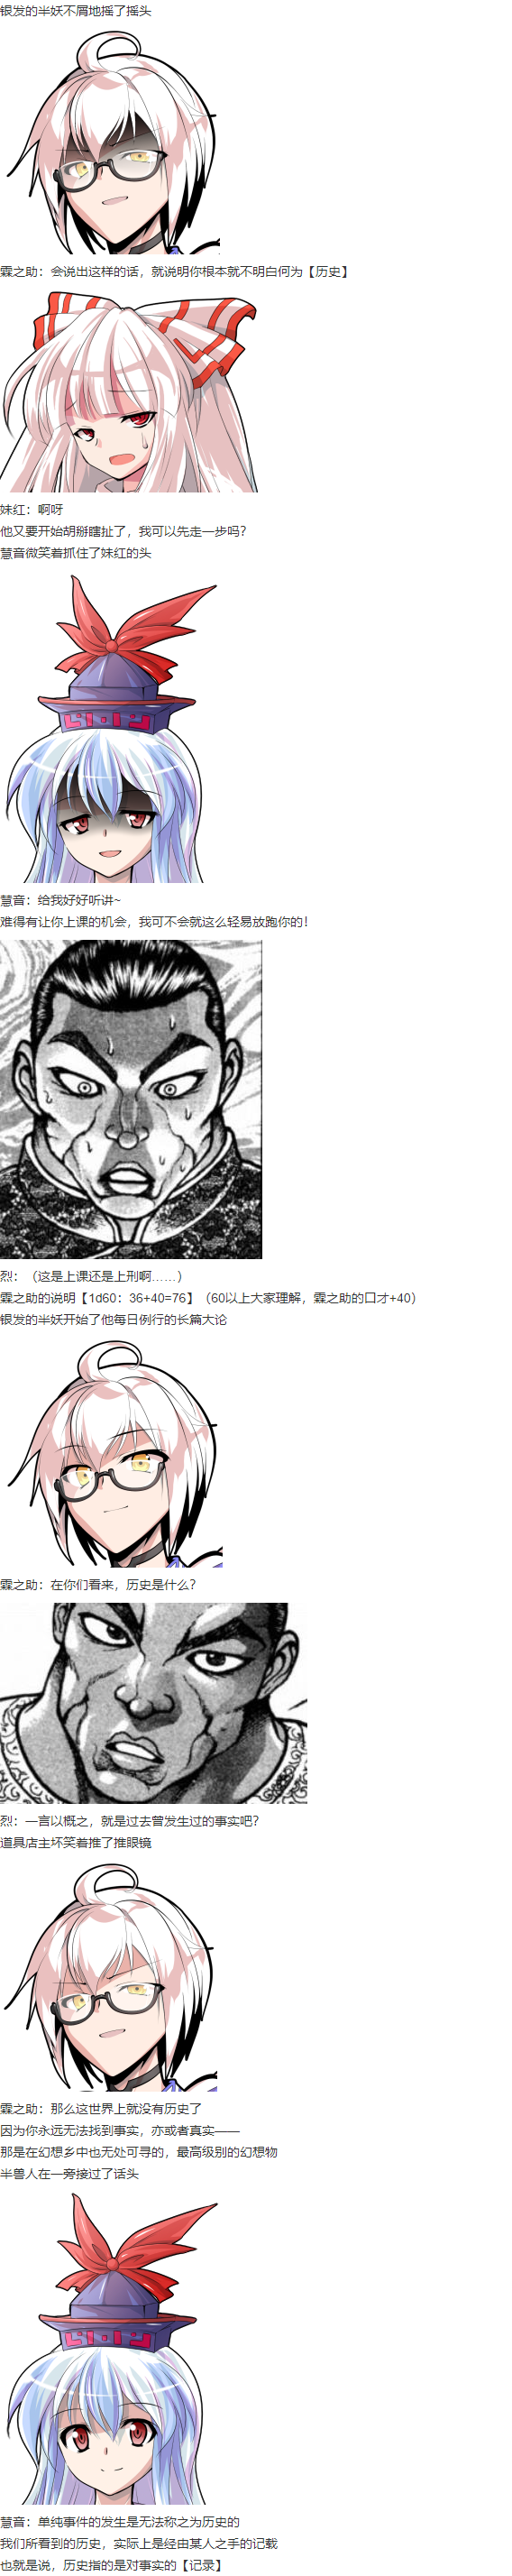 银发的半妖不屑地摇了摇头
霖之助：会说出这样的话，就说明你根本就不明白何为【历史】
妹红：啊呀
他又要开始胡掰瞎扯了，我可以先走一步吗？
慧音微笑着抓住了妹红的头
慧音：给我好好听讲~
难得有让你上课的机会，我可不会就这么轻易放跑你的！
烈：（这是上课还是上刑啊……）
霖之助的说明【1d60：36+40=76】（60以上大家理解，霖之助的口才+40）
银发的半妖开始了他每日例行的长篇大论
霖之助：在你们看来，历史是什么？
烈：一言以概之，就是过去曾发生过的事实吧？
道具店主坏笑着推了推眼镜
霖之助：那么这世界上就没有历史了
因为你永远无法找到事实，亦或者真实——
那是在幻想乡中也无处可寻的，最高级别的幻想物
半兽人在一旁接过了话头
慧音：单纯事件的发生是无法称之为历史的
我们所看到的历史，实际上是经由某人之手的记载
也就是说，历史指的是对事实的【记录】